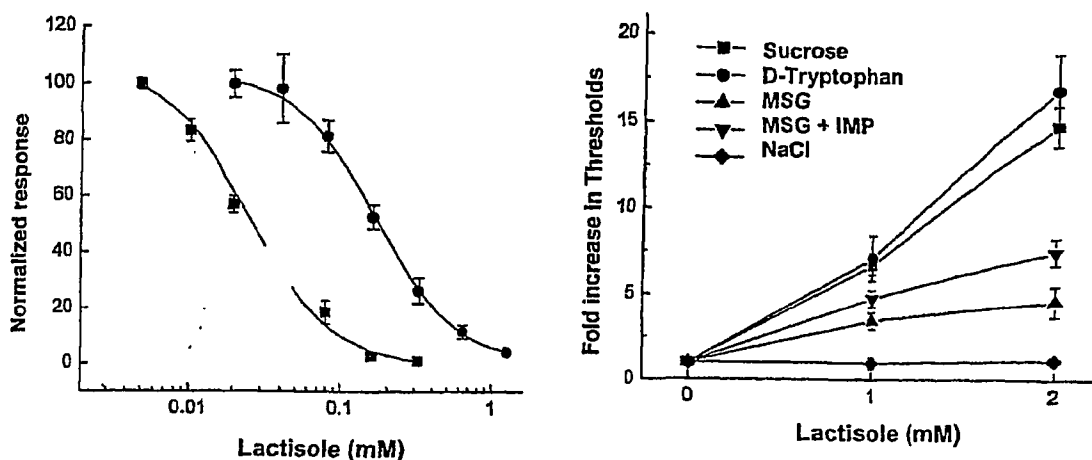 120
100
80
60
40
20
0
Normalized response
0.01
0.1
1
Lactisole (mM)
20
15
10
5
0
Fold increase in Thresholds
Sucrose
D-Tryptophan
MSG
MSG + IMP
NaCl
0
1
2
Lactisole (mM)